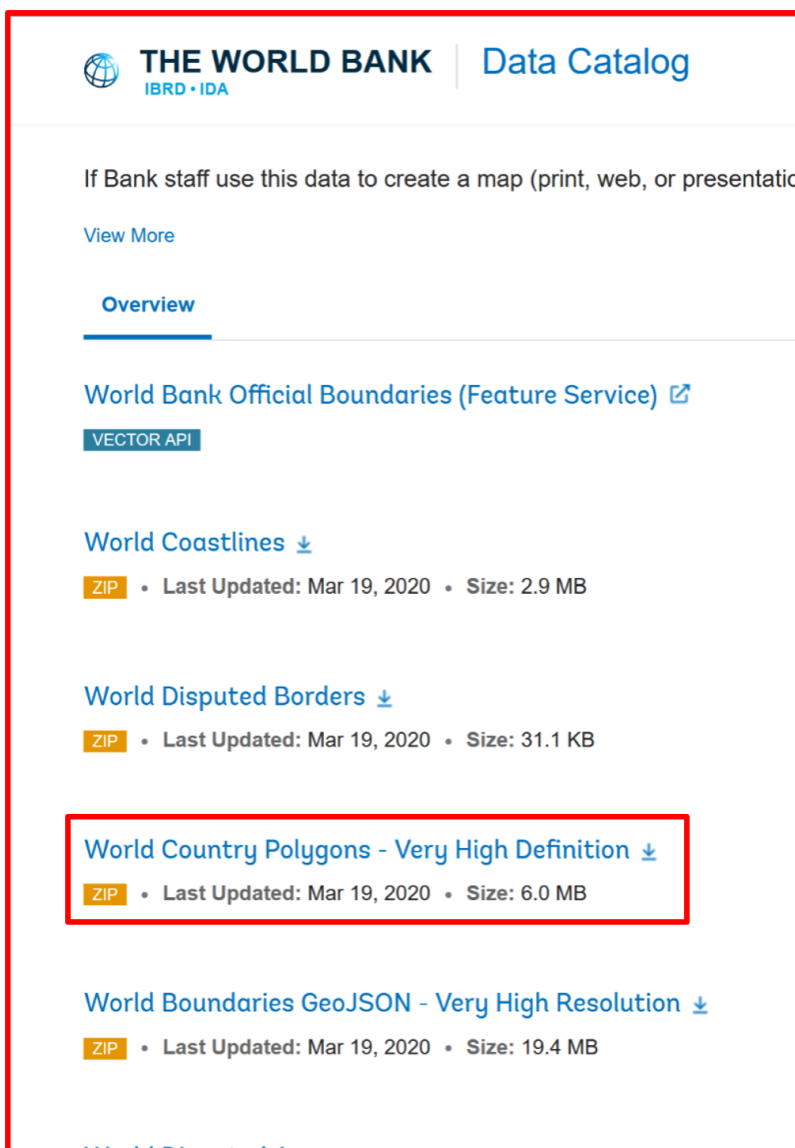 THE WORLD BANK
IBRD • IDA
Data Catalog
If Bank staff use this data to create a map (print, web, or
View More
Overview
World Bank Official Boundaries (Feature Service)
VECTOR API
World Coastlines
ZIP • Last Updated: Mar 19, 2020 • Size: 2.9 MB
World Disputed Borders
ZIP • Last Updated: Mar 19, 2020 • Size: 31.1 KB
World Country Polygons - Very High Definition
ZIP • Last Updated: Mar 19, 2020 • Size: 6.0 MB
World Boundaries GeoJSON - Very High Resolution
ZIP • Last Updated: Mar 19, 2020 • Size: 19.4 MB